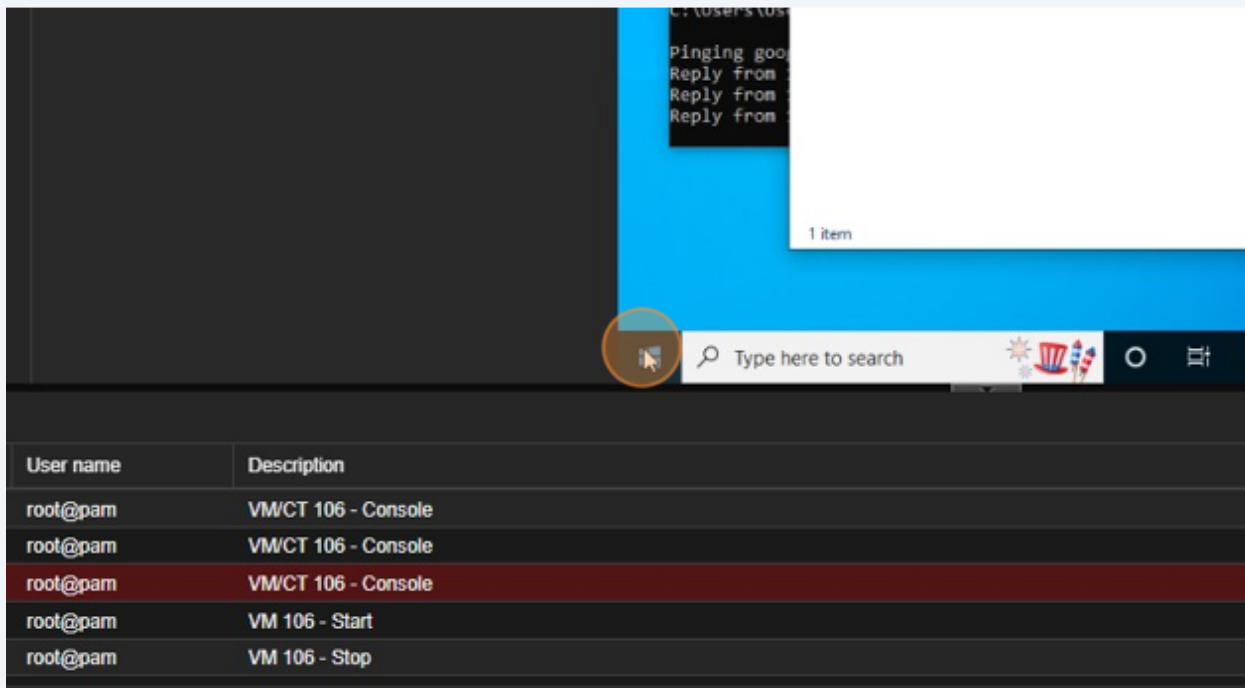 C:\Users\Us
Pinging goo
Reply from
Reply from
Reply from
1 item
Type here to search
User name Description
root@pam VM/CT 106 - Console
root@pam VM/CT 106 - Console
root@pam VM/CT 106 - Console
root@pam VM 106 - Start
root@pam VM 106 - Stop